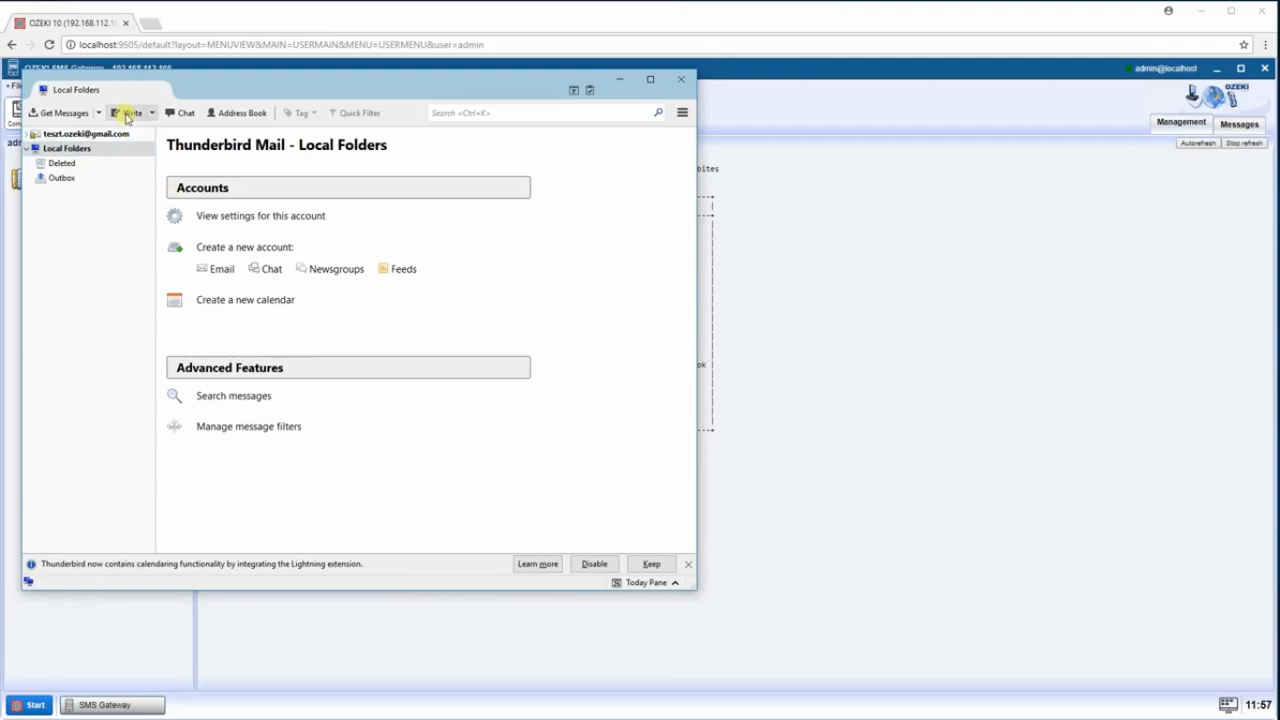 OZEKI 10 (192.168.112.1
localhost:9505/default?layout=MENUVIEW&MAIN=USERMAIN&MENU=USERMENU&user=admin
admin@localhost
OZEKI
Management
Messages
Autorefresh
Stop refresh
Local Folders
Get Messages
Write
Chat
Address Book
Tag
Quick Filter
Search <Ctrl+K>
teszt.ozeki@gmail.com
Local Folders
Deleted
Outbox
Thunderbird Mail - Local Folders
Accounts
View settings for this account
Create a new account:
Email
Chat
Newsgroups
Feeds
Create a new calendar
Advanced Features
Search messages
Manage message filters
Thunderbird now contains calendaring functionality by integrating the Lightning extension.
Learn more
Disable
Keep
Today Pane
Start
SMS Gateway
11:57